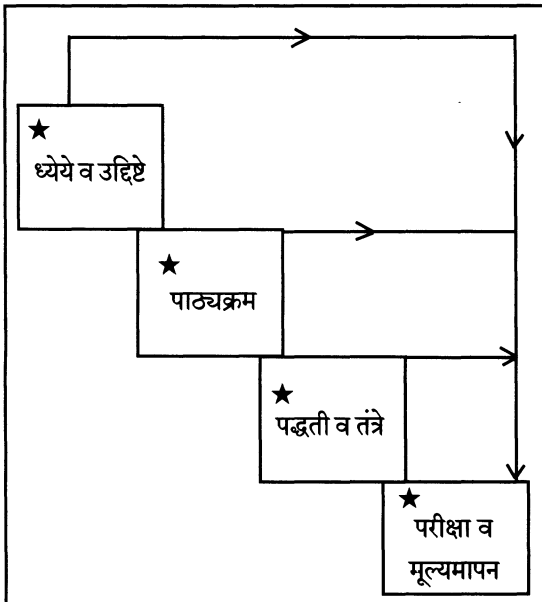 ★
ध्येये व उद्दिष्टे
★
पाठ्यक्रम
★
पद्धती व तंत्रे
★
परीक्षा व
मूल्यमापन